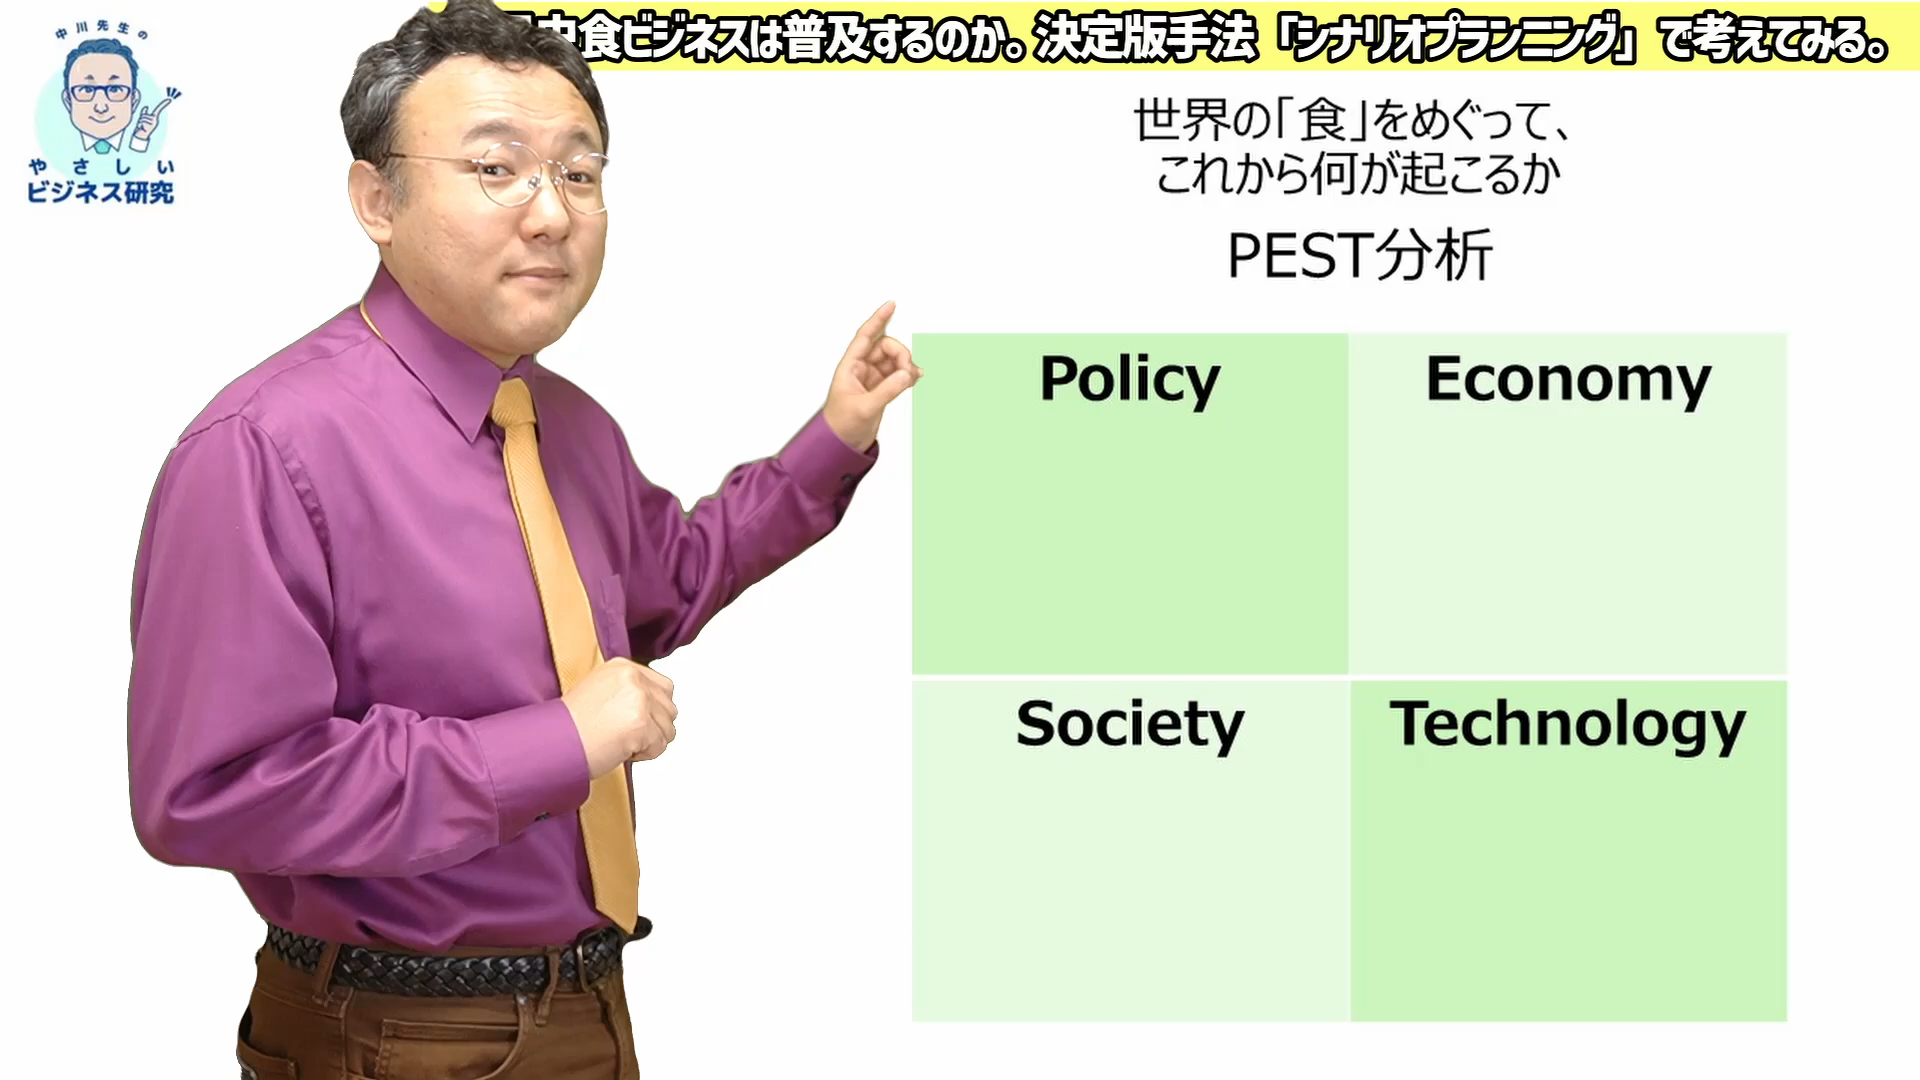 中川先生の
やさしい
ビジネス研究
食ビジネスは普及するのか。決定版手法「シナリオプランニング」で考えてみる。
世界の「食」をめぐって、
これから何が起こるか
PEST分析
Policy
Economy
Society
Technology